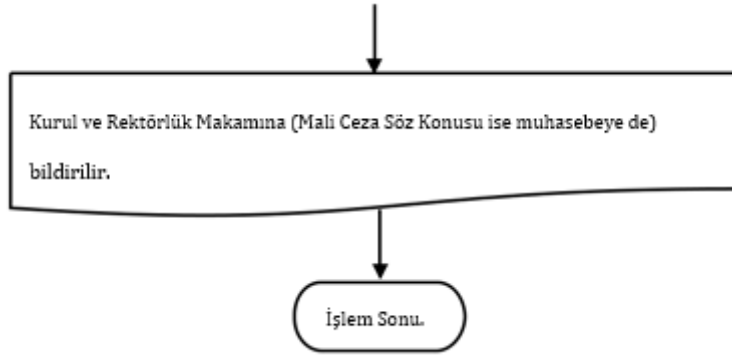 Kurul ve Rektörlük Makamına (Mali Ceza Söz Konusu ise muhasebeye de)
bildirilir.
İşlem Sonu.